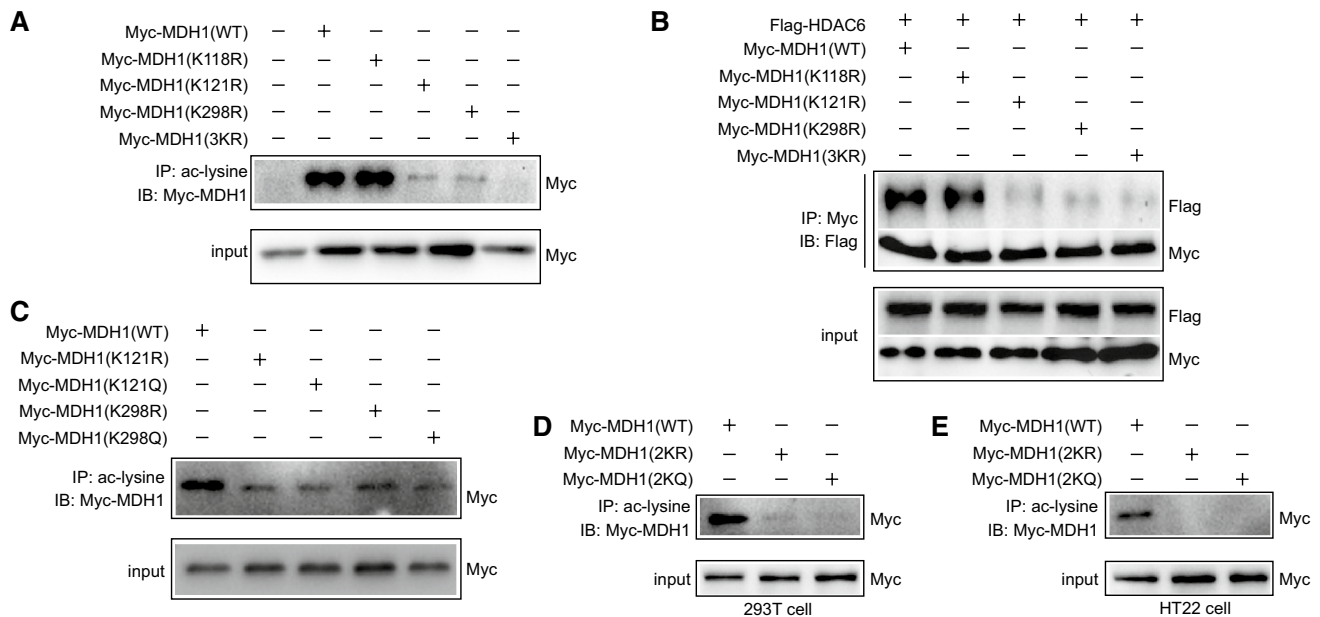 A
Myc-MDH1(WT) – + – – – –
Myc-MDH1(K118R) – – + – – –
Myc-MDH1(K121R) – – – + – –
Myc-MDH1(K298R) – – – – + –
Myc-MDH1(3KR) – – – – – +
IP: ac-lysine
IB: Myc-MDH1
Myc
input
Myc
B
Flag-HDAC6 + + + + +
Myc-MDH1(WT) + – – – –
Myc-MDH1(K118R) – + – – –
Myc-MDH1(K121R) – – + – –
Myc-MDH1(K298R) – – – + –
Myc-MDH1(3KR) – – – – +
IP: Myc
IB: Flag
Flag
Myc
input
Flag
Myc
C
Myc-MDH1(WT) + – – – –
Myc-MDH1(K121R) – + – – –
Myc-MDH1(K121Q) – – + – –
Myc-MDH1(K298R) – – – + –
Myc-MDH1(K298Q) – – – – +
IP: ac-lysine
IB: Myc-MDH1
Myc
input
Myc
D
Myc-MDH1(WT) + – –
Myc-MDH1(2KR) – + –
Myc-MDH1(2KQ) – – +
IP: ac-lysine
IB: Myc-MDH1
Myc
input
Myc
293T cell
E
Myc-MDH1(WT) + – –
Myc-MDH1(2KR) – + –
Myc-MDH1(2KQ) – – +
IP: ac-lysine
IB: Myc-MDH1
Myc
input
Myc
HT22 cell